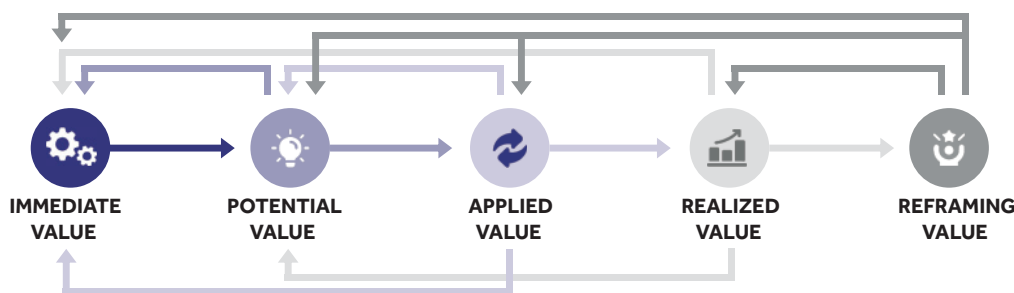 IMMEDIATE
VALUE
POTENTIAL
VALUE
APPLIED
VALUE
REALIZED
VALUE
REFRAMING
VALUE